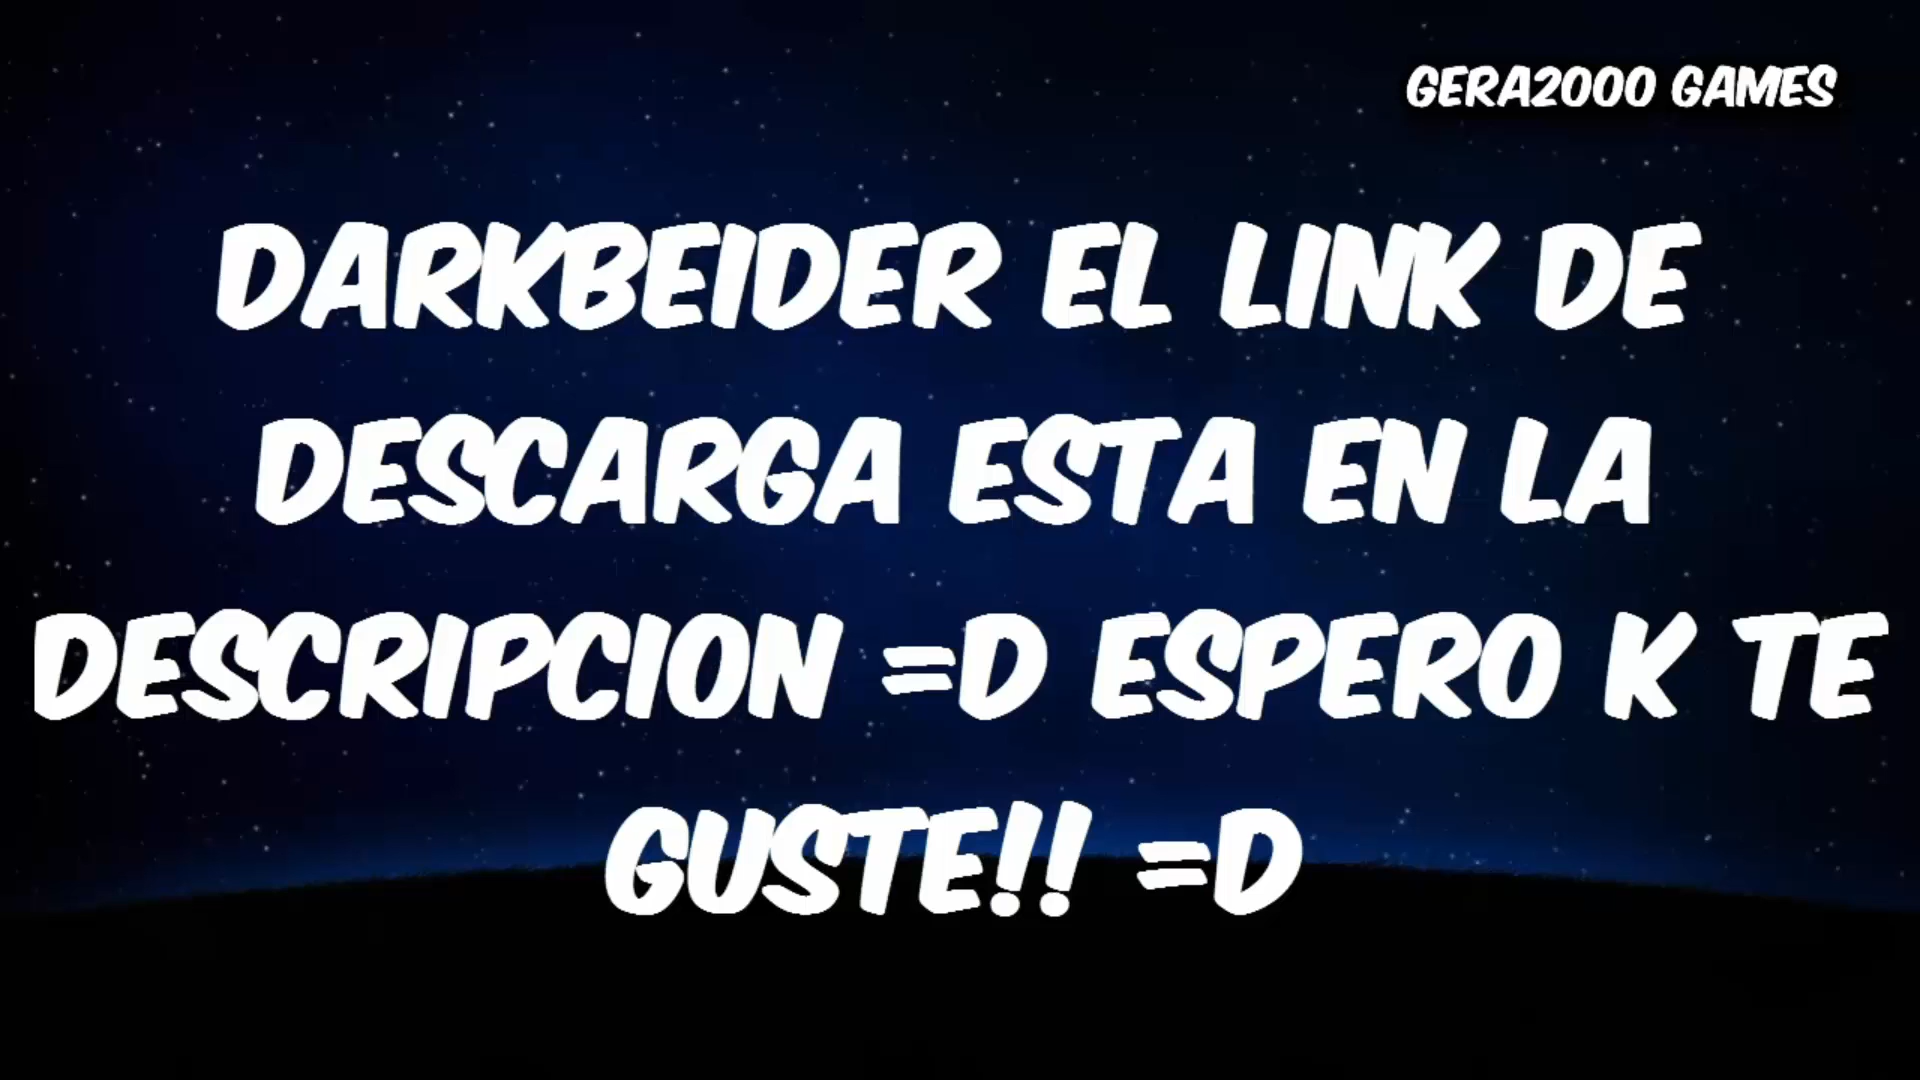 GERA2000 GAMES
DARKBEIDER EL LINK DE
DESCARGA ESTA EN LA
DESCRIPCION =D ESPERO K TE
GUSTE!! =D